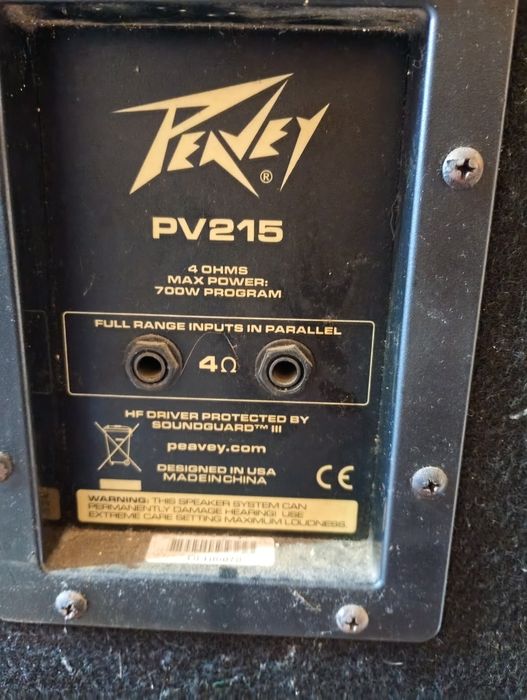 PEAVEY®
PV215
4 OHMS
MAX POWER:
700W PROGRAM
FULL RANGE INPUTS IN PARALLEL
4Ω
HF DRIVER PROTECTED BY
SOUNDGUARD™ III
peavey.com
DESIGNED IN USA
MADE IN CHINA
CE
WARNING: THIS SPEAKER SYSTEM CAN
PERMANENTLY DAMAGE HEARING! USE
EXTREME CARE SETTING MAXIMUM LOUDNESS.